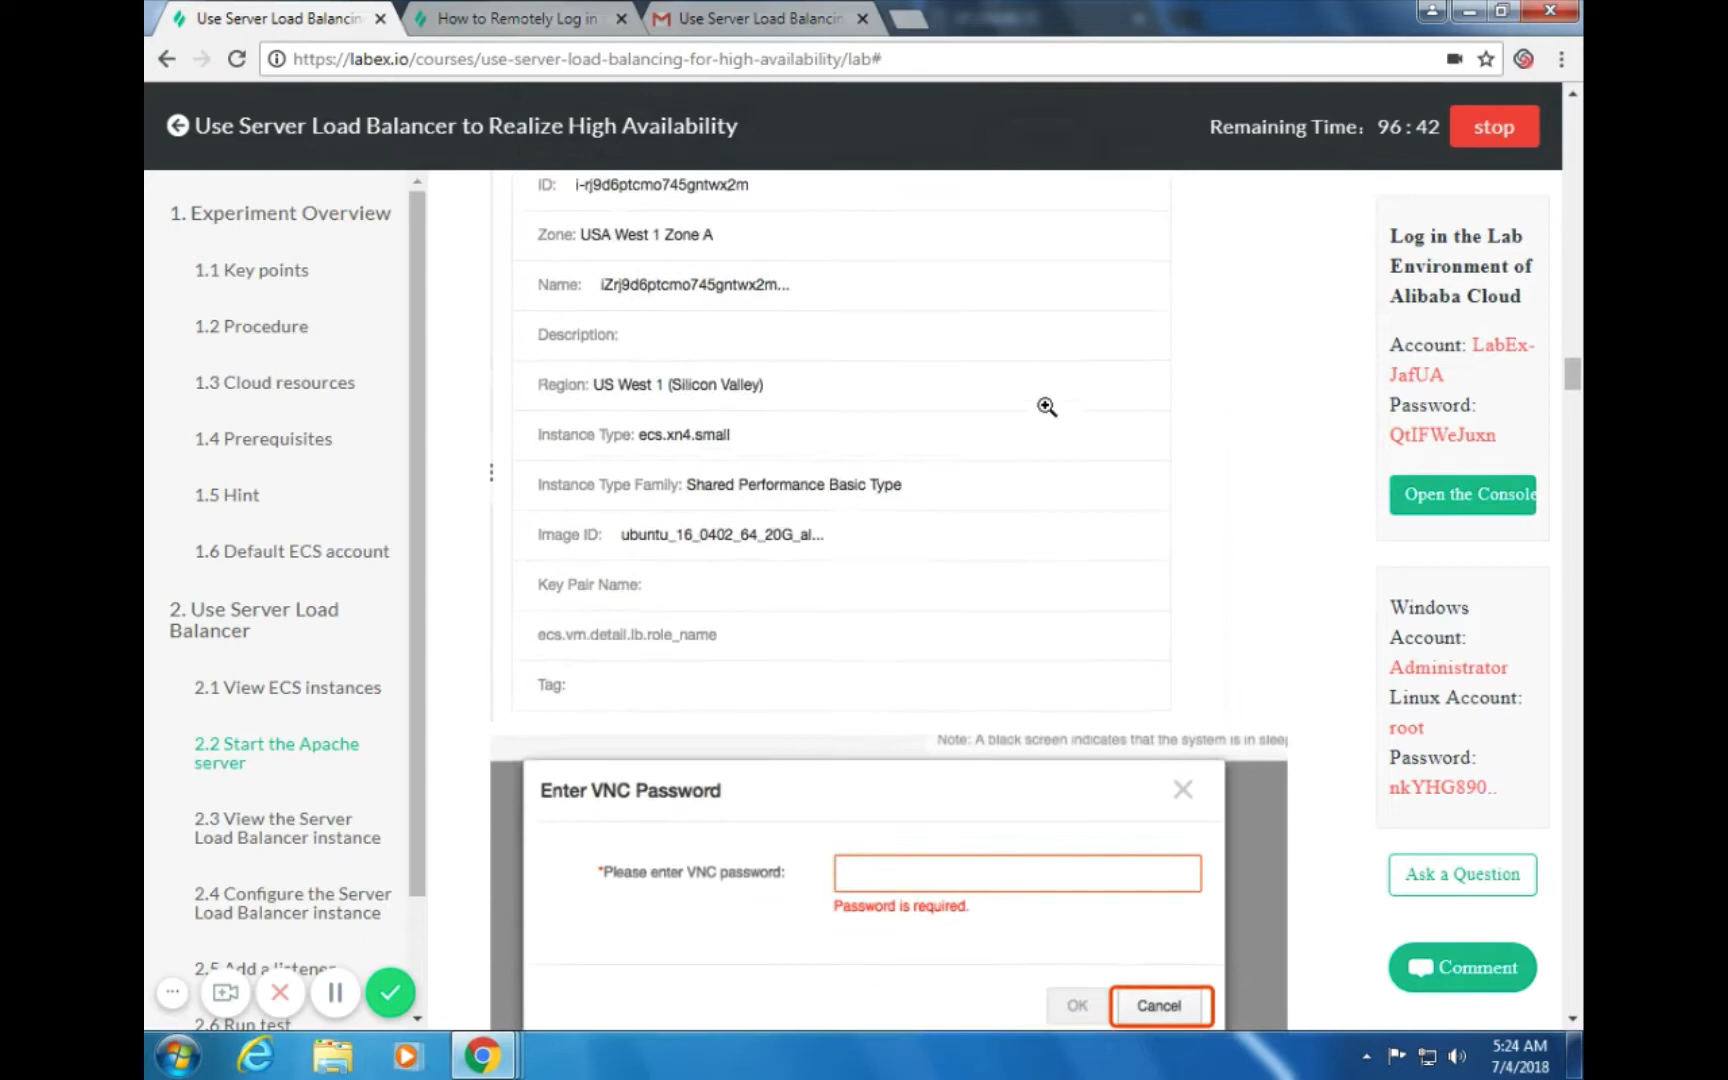 Use Server Load Balancin
How to Remotely Log in
Use Server Load Balancin
https://labex.io/courses/use-server-load-balancing-for-high-availability/lab#
Use Server Load Balancer to Realize High Availability
Remaining Time: 96 : 42
stop
1. Experiment Overview
1.1 Key points
1.2 Procedure
1.3 Cloud resources
1.4 Prerequisites
1.5 Hint
1.6 Default ECS account
2. Use Server Load
Balancer
2.1 View ECS instances
2.2 Start the Apache
server
2.3 View the Server
Load Balancer instance
2.4 Configure the Server
Load Balancer instance
2.5 Add a listener
2.6 Run test
ID: i-rj9d6ptcmo745gntwx2m
Zone: USA West 1 Zone A
Name: iZrj9d6ptcmo745gntwx2m...
Description:
Region: US West 1 (Silicon Valley)
Instance Type: ecs.xn4.small
Instance Type Family: Shared Performance Basic Type
Image ID: ubuntu_16_0402_64_20G_al...
Key Pair Name:
ecs.vm.detail.lb.role_name
Tag:
Note: A black screen indicates that the system is in sleep
Enter VNC Password
*Please enter VNC password:
Password is required.
OK
Cancel
Log in the Lab
Environment of
Alibaba Cloud
Account: LabEx-
JafUA
Password:
QtIFWeJuxn
Open the Console
Windows
Account:
Administrator
Linux Account:
root
Password:
nkYHG890..
Ask a Question
Comment
5:24 AM
7/4/2018